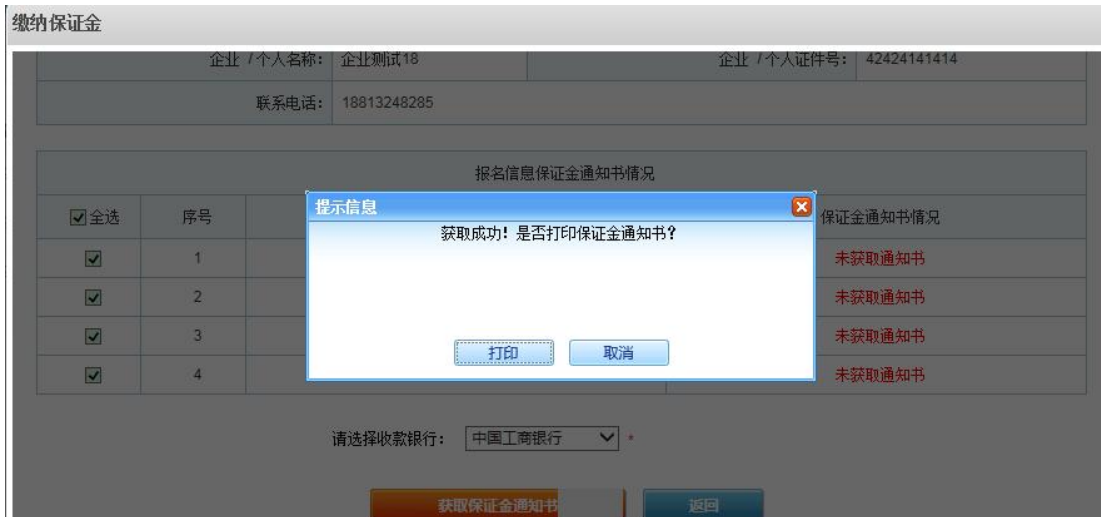 缴纳保证金
企业 /个人名称： 企业测试18 企业 /个人证件号： 42424141414
联系电话： 18813248285
报名信息保证金通知书情况
全选 序号 保证金通知书情况
提示信息
获取成功！是否打印保证金通知书？
1 未获取通知书
2 未获取通知书
3 未获取通知书
打印 取消
4 未获取通知书
请选择收款银行： 中国工商银行 *
获取保证金通知书 返回